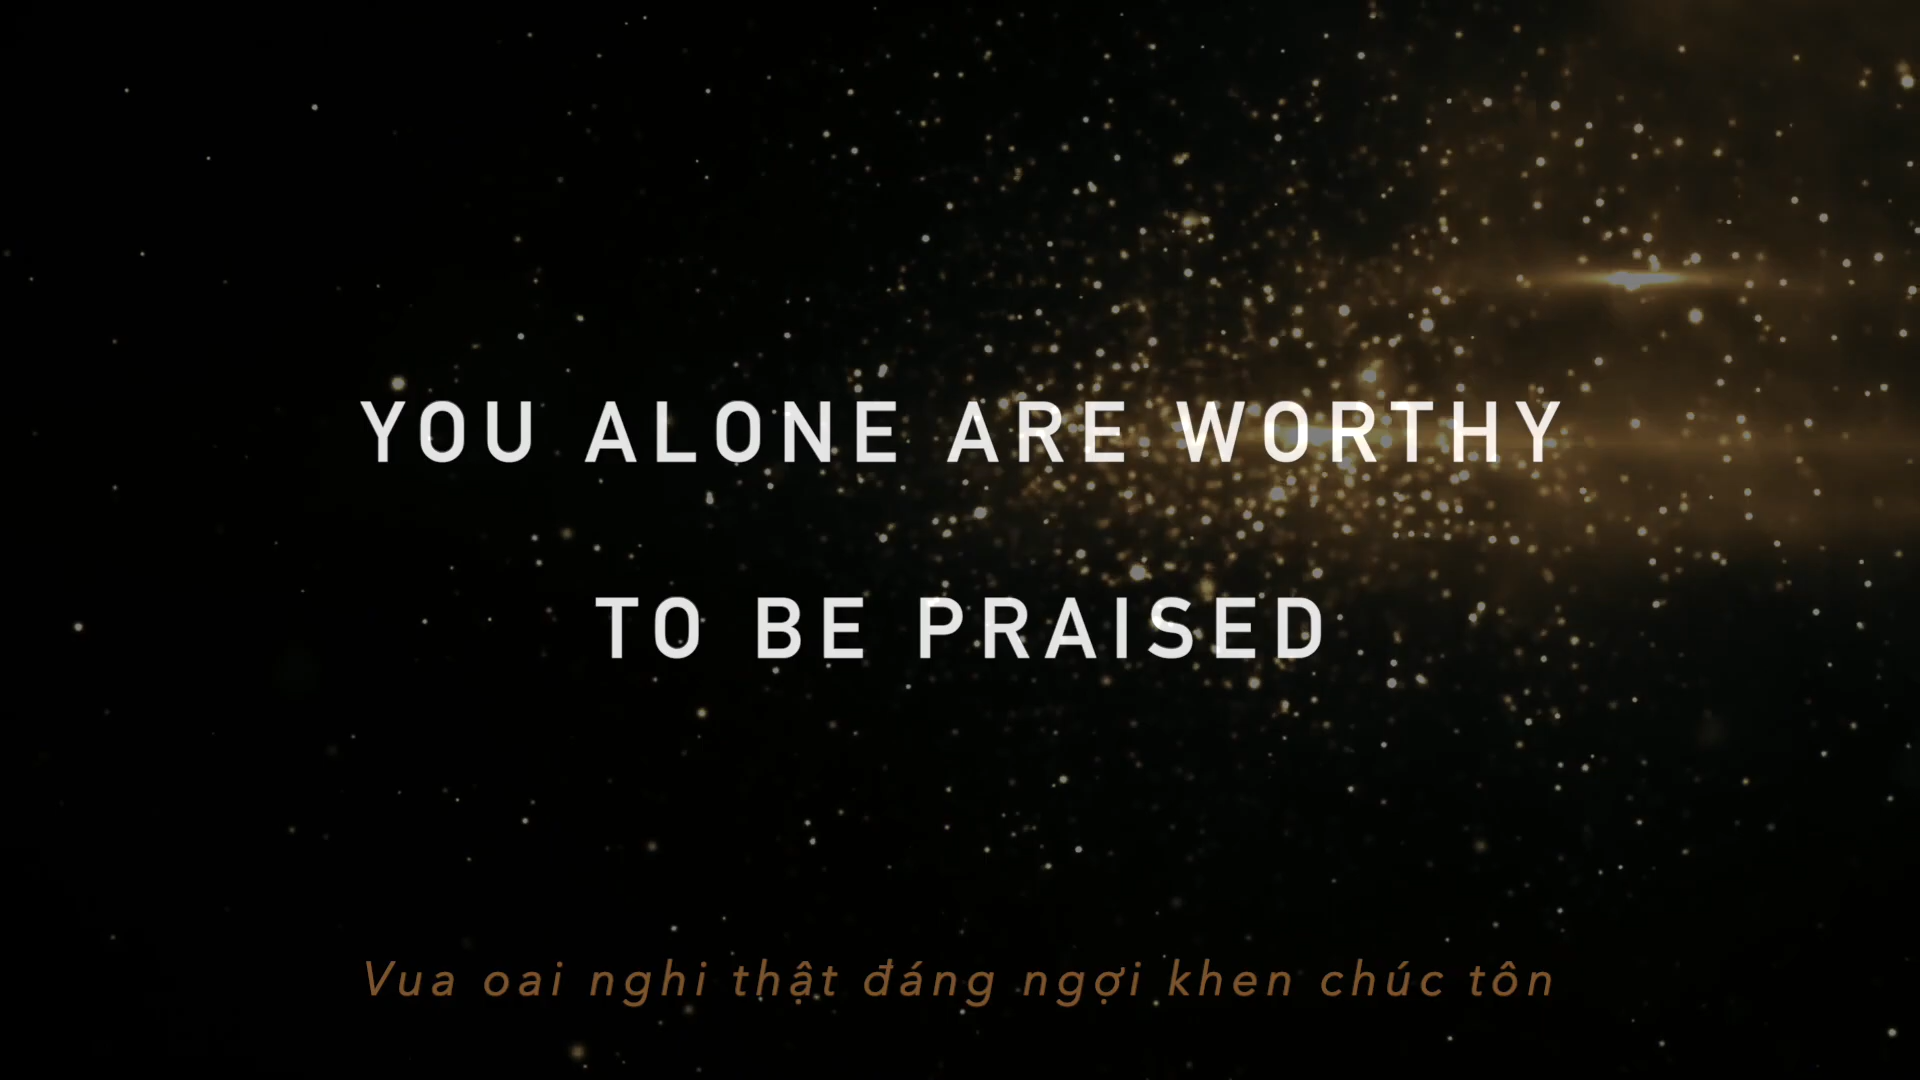 YOU ALONE ARE WORTHY
TO BE PRAISED
Vua oai nghi thật đáng ngợi khen chúc tôn